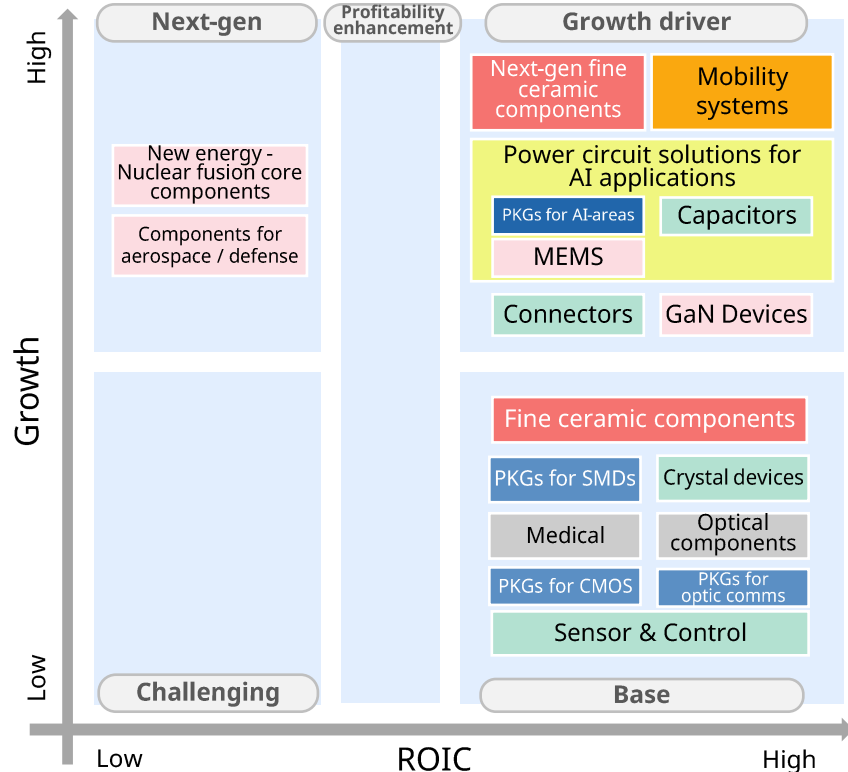 Next-gen
Profitability
enhancement
Growth driver
High
Next-gen fine
ceramic
components
Mobility
systems
New energy -
Nuclear fusion core
components
Components for
aerospace / defense
Power circuit solutions for
AI applications
PKGs for AI-areas
Capacitors
MEMS
Connectors
GaN Devices
Growth
Fine ceramic components
PKGs for SMDs
Crystal devices
Medical
Optical
components
PKGs for CMOS
PKGs for
optic comms
Sensor & Control
Low
Challenging
Base
Low
ROIC
High